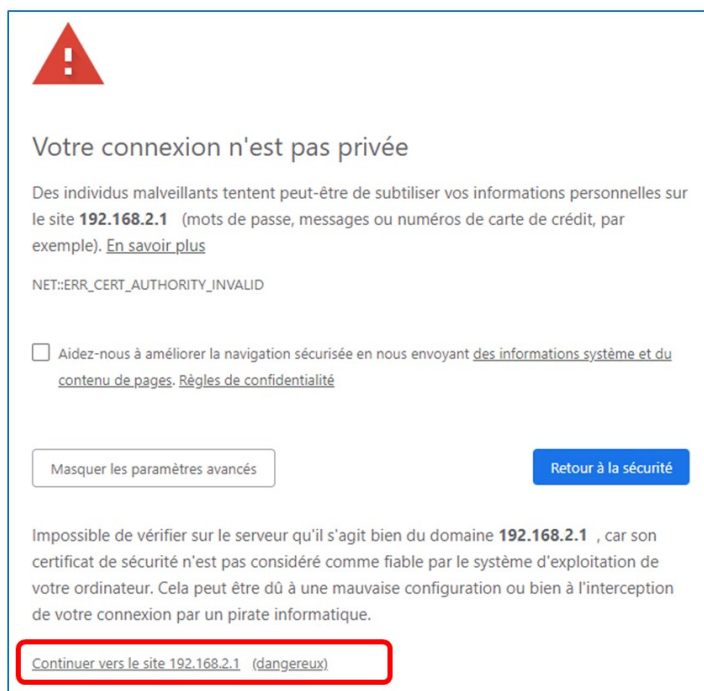 Votre connexion n'est pas privée
Des individus malveillants tentent peut-être de subtiliser vos informations personnelles sur
le site 192.168.2.1 (mots de passe, messages ou numéros de carte de crédit, par
exemple). En savoir plus
NET::ERR_CERT_AUTHORITY_INVALID
Aidez-nous à améliorer la navigation sécurisée en nous envoyant des informations système et du
contenu de pages. Règles de confidentialité
Masquer les paramètres avancés
Retour à la sécurité
Impossible de vérifier sur le serveur qu'il s'agit bien du domaine 192.168.2.1 , car son
certificat de sécurité n'est pas considéré comme fiable par le système d'exploitation de
votre ordinateur. Cela peut être dû à une mauvaise configuration ou bien à l'interception
de votre connexion par un pirate informatique.
Continuer vers le site 192.168.2.1 (dangereux)